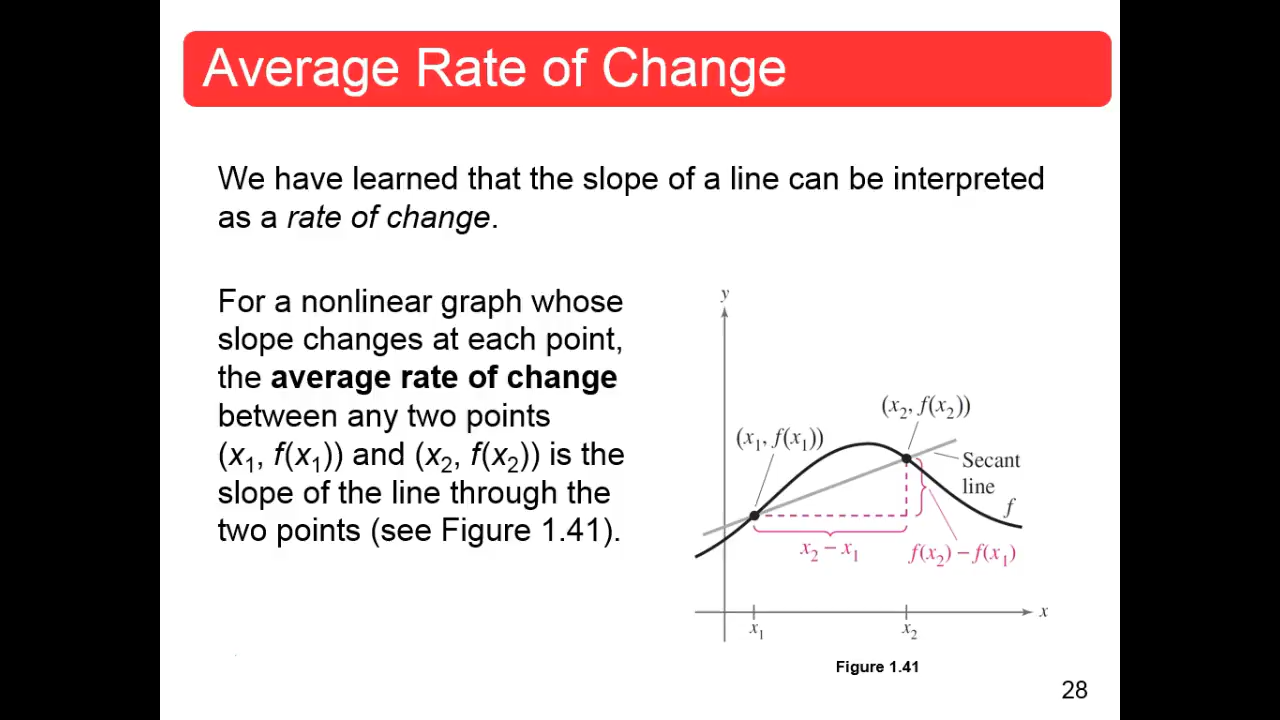 Average Rate of Change
We have learned that the slope of a line can be interpreted
as a rate of change.
For a nonlinear graph whose
slope changes at each point,
the average rate of change
between any two points
(x₁, f(x₁)) and (x₂, f(x₂)) is the
slope of the line through the
two points (see Figure 1.41).
y
(x₂, f(x₂))
(x₁, f(x₁))
Secant
line
f
x₂ − x₁
f(x₂) − f(x₁)
x
x₁
x₂
Figure 1.41
28